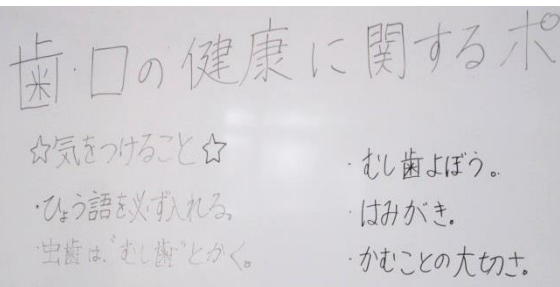 歯・口の健康に関するポ
☆気をつけること☆
・ひょう語を必ず入れる。
・虫歯は、"むし歯"とかく。
・むし歯よぼう。
・はみがき。
・かむことの大切さ。